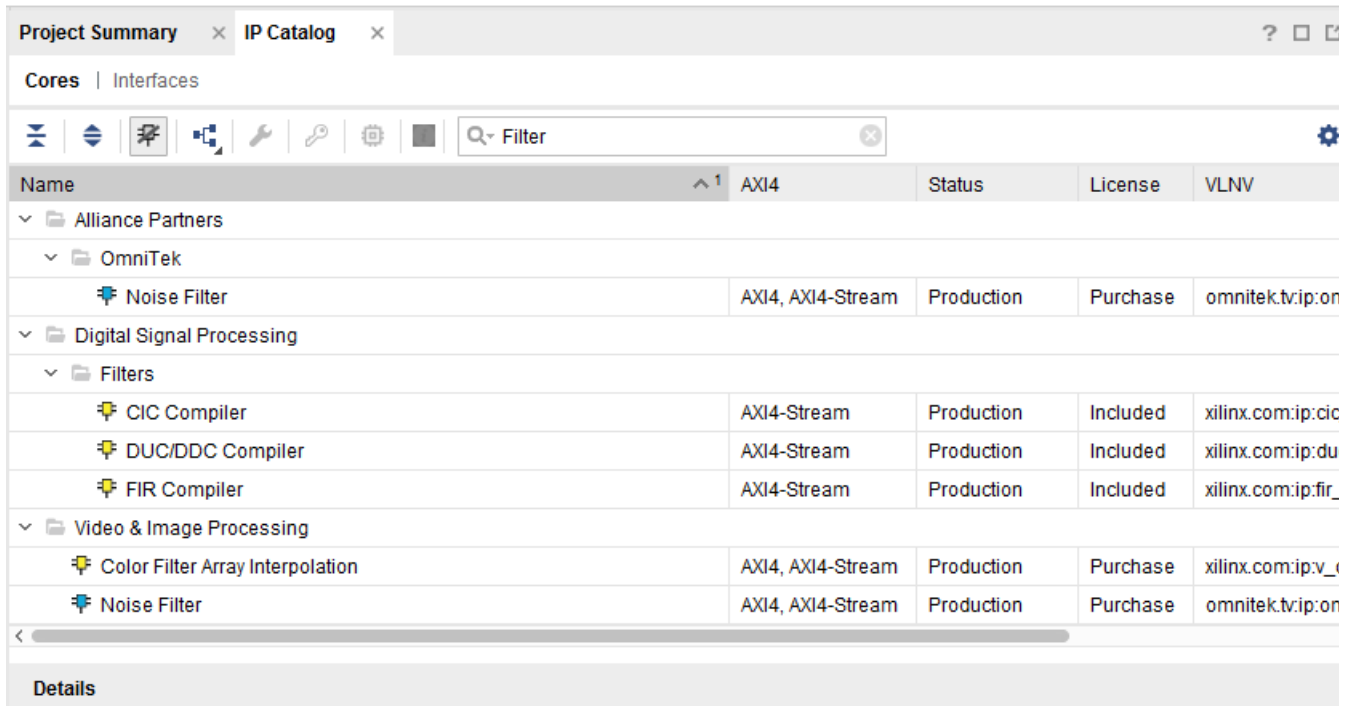 Project Summary × IP Catalog ×
Cores | Interfaces
Filter
Name 1 AXI4 Status License VLNV
Alliance Partners
OmniTek
Noise Filter AXI4, AXI4-Stream Production Purchase omnitek.tv:ip:on
Digital Signal Processing
Filters
CIC Compiler AXI4-Stream Production Included xilinx.com:ip:cic
DUC/DDC Compiler AXI4-Stream Production Included xilinx.com:ip:du
FIR Compiler AXI4-Stream Production Included xilinx.com:ip:fir_
Video & Image Processing
Color Filter Array Interpolation AXI4, AXI4-Stream Production Purchase xilinx.com:ip:v_
Noise Filter AXI4, AXI4-Stream Production Purchase omnitek.tv:ip:on
Details